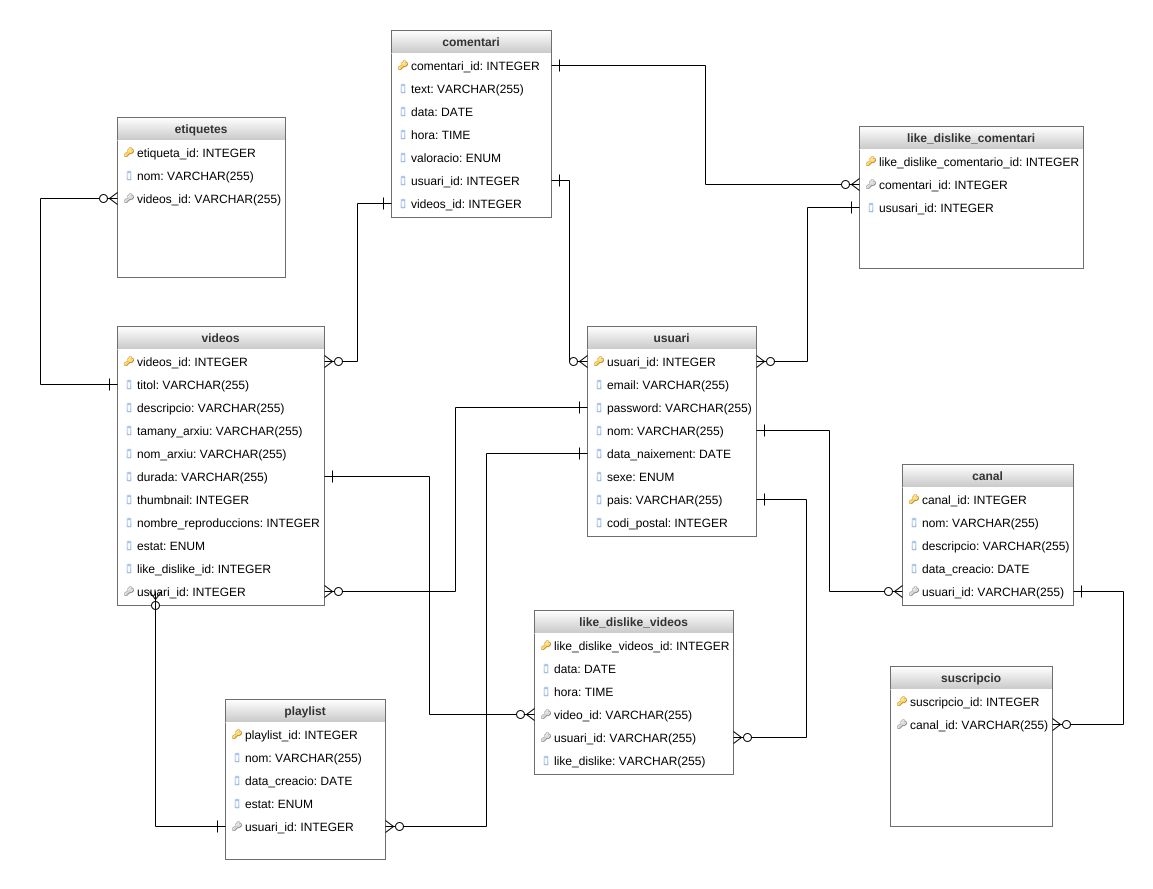 comentari
comentari_id: INTEGER
text: VARCHAR(255)
data: DATE
hora: TIME
valoracio: ENUM
usuari_id: INTEGER
videos_id: INTEGER
etiquetes
etiqueta_id: INTEGER
nom: VARCHAR(255)
videos_id: VARCHAR(255)
like_dislike_comentari
like_dislike_comentario_id: INTEGER
comentari_id: INTEGER
ususari_id: INTEGER
videos
videos_id: INTEGER
titol: VARCHAR(255)
descripcio: VARCHAR(255)
tamany_arxiu: VARCHAR(255)
nom_arxiu: VARCHAR(255)
durada: VARCHAR(255)
thumbnail: INTEGER
nombre_reproduccions: INTEGER
estat: ENUM
like_dislike_id: INTEGER
usuari_id: INTEGER
usuari
usuari_id: INTEGER
email: VARCHAR(255)
password: VARCHAR(255)
nom: VARCHAR(255)
data_naixement: DATE
sexe: ENUM
pais: VARCHAR(255)
codi_postal: INTEGER
canal
canal_id: INTEGER
nom: VARCHAR(255)
descripcio: VARCHAR(255)
data_creacio: DATE
usuari_id: VARCHAR(255)
like_dislike_videos
like_dislike_videos_id: INTEGER
data: DATE
hora: TIME
video_id: VARCHAR(255)
usuari_id: VARCHAR(255)
like_dislike: VARCHAR(255)
suscripcio
suscripcio_id: INTEGER
canal_id: VARCHAR(255)
playlist
playlist_id: INTEGER
nom: VARCHAR(255)
data_creacio: DATE
estat: ENUM
usuari_id: INTEGER